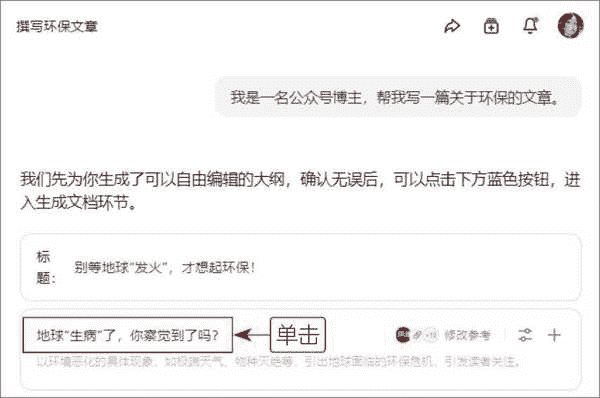 撰写环保文章
我是一名公众号博主，帮我写一篇关于环保的文章。
我们先为你生成了可以自由编辑的大纲，确认无误后，可以点击下方蓝色按钮，进
入生成文档环节。
标
题：
别等地球“发火”，才想起环保！
地球“生病”了，你察觉到了吗？
单击
修改参考
以环境恶化的具体现象，如极端天气、物种灭绝等，引出地球面临的环保危机，引发读者关注。